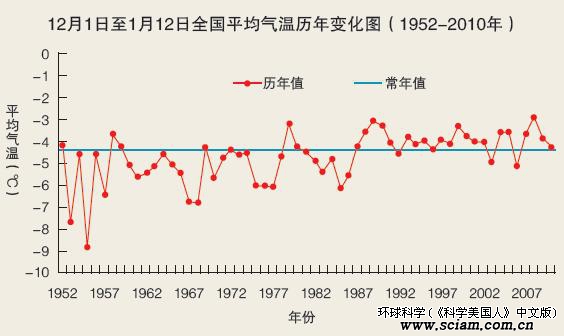 12月1日至1月12日全国平均气温历年变化图（1952–2010年）
历年值
常年值
平均气温（℃）
0
−1
−2
−3
−4
−5
−6
−7
−8
−9
−10
1952 1957 1962 1967 1972 1977 1982 1987 1992 1997 2002 2007
年份
环球科学（《科学美国人》中文版）
www.sciam.com.cn